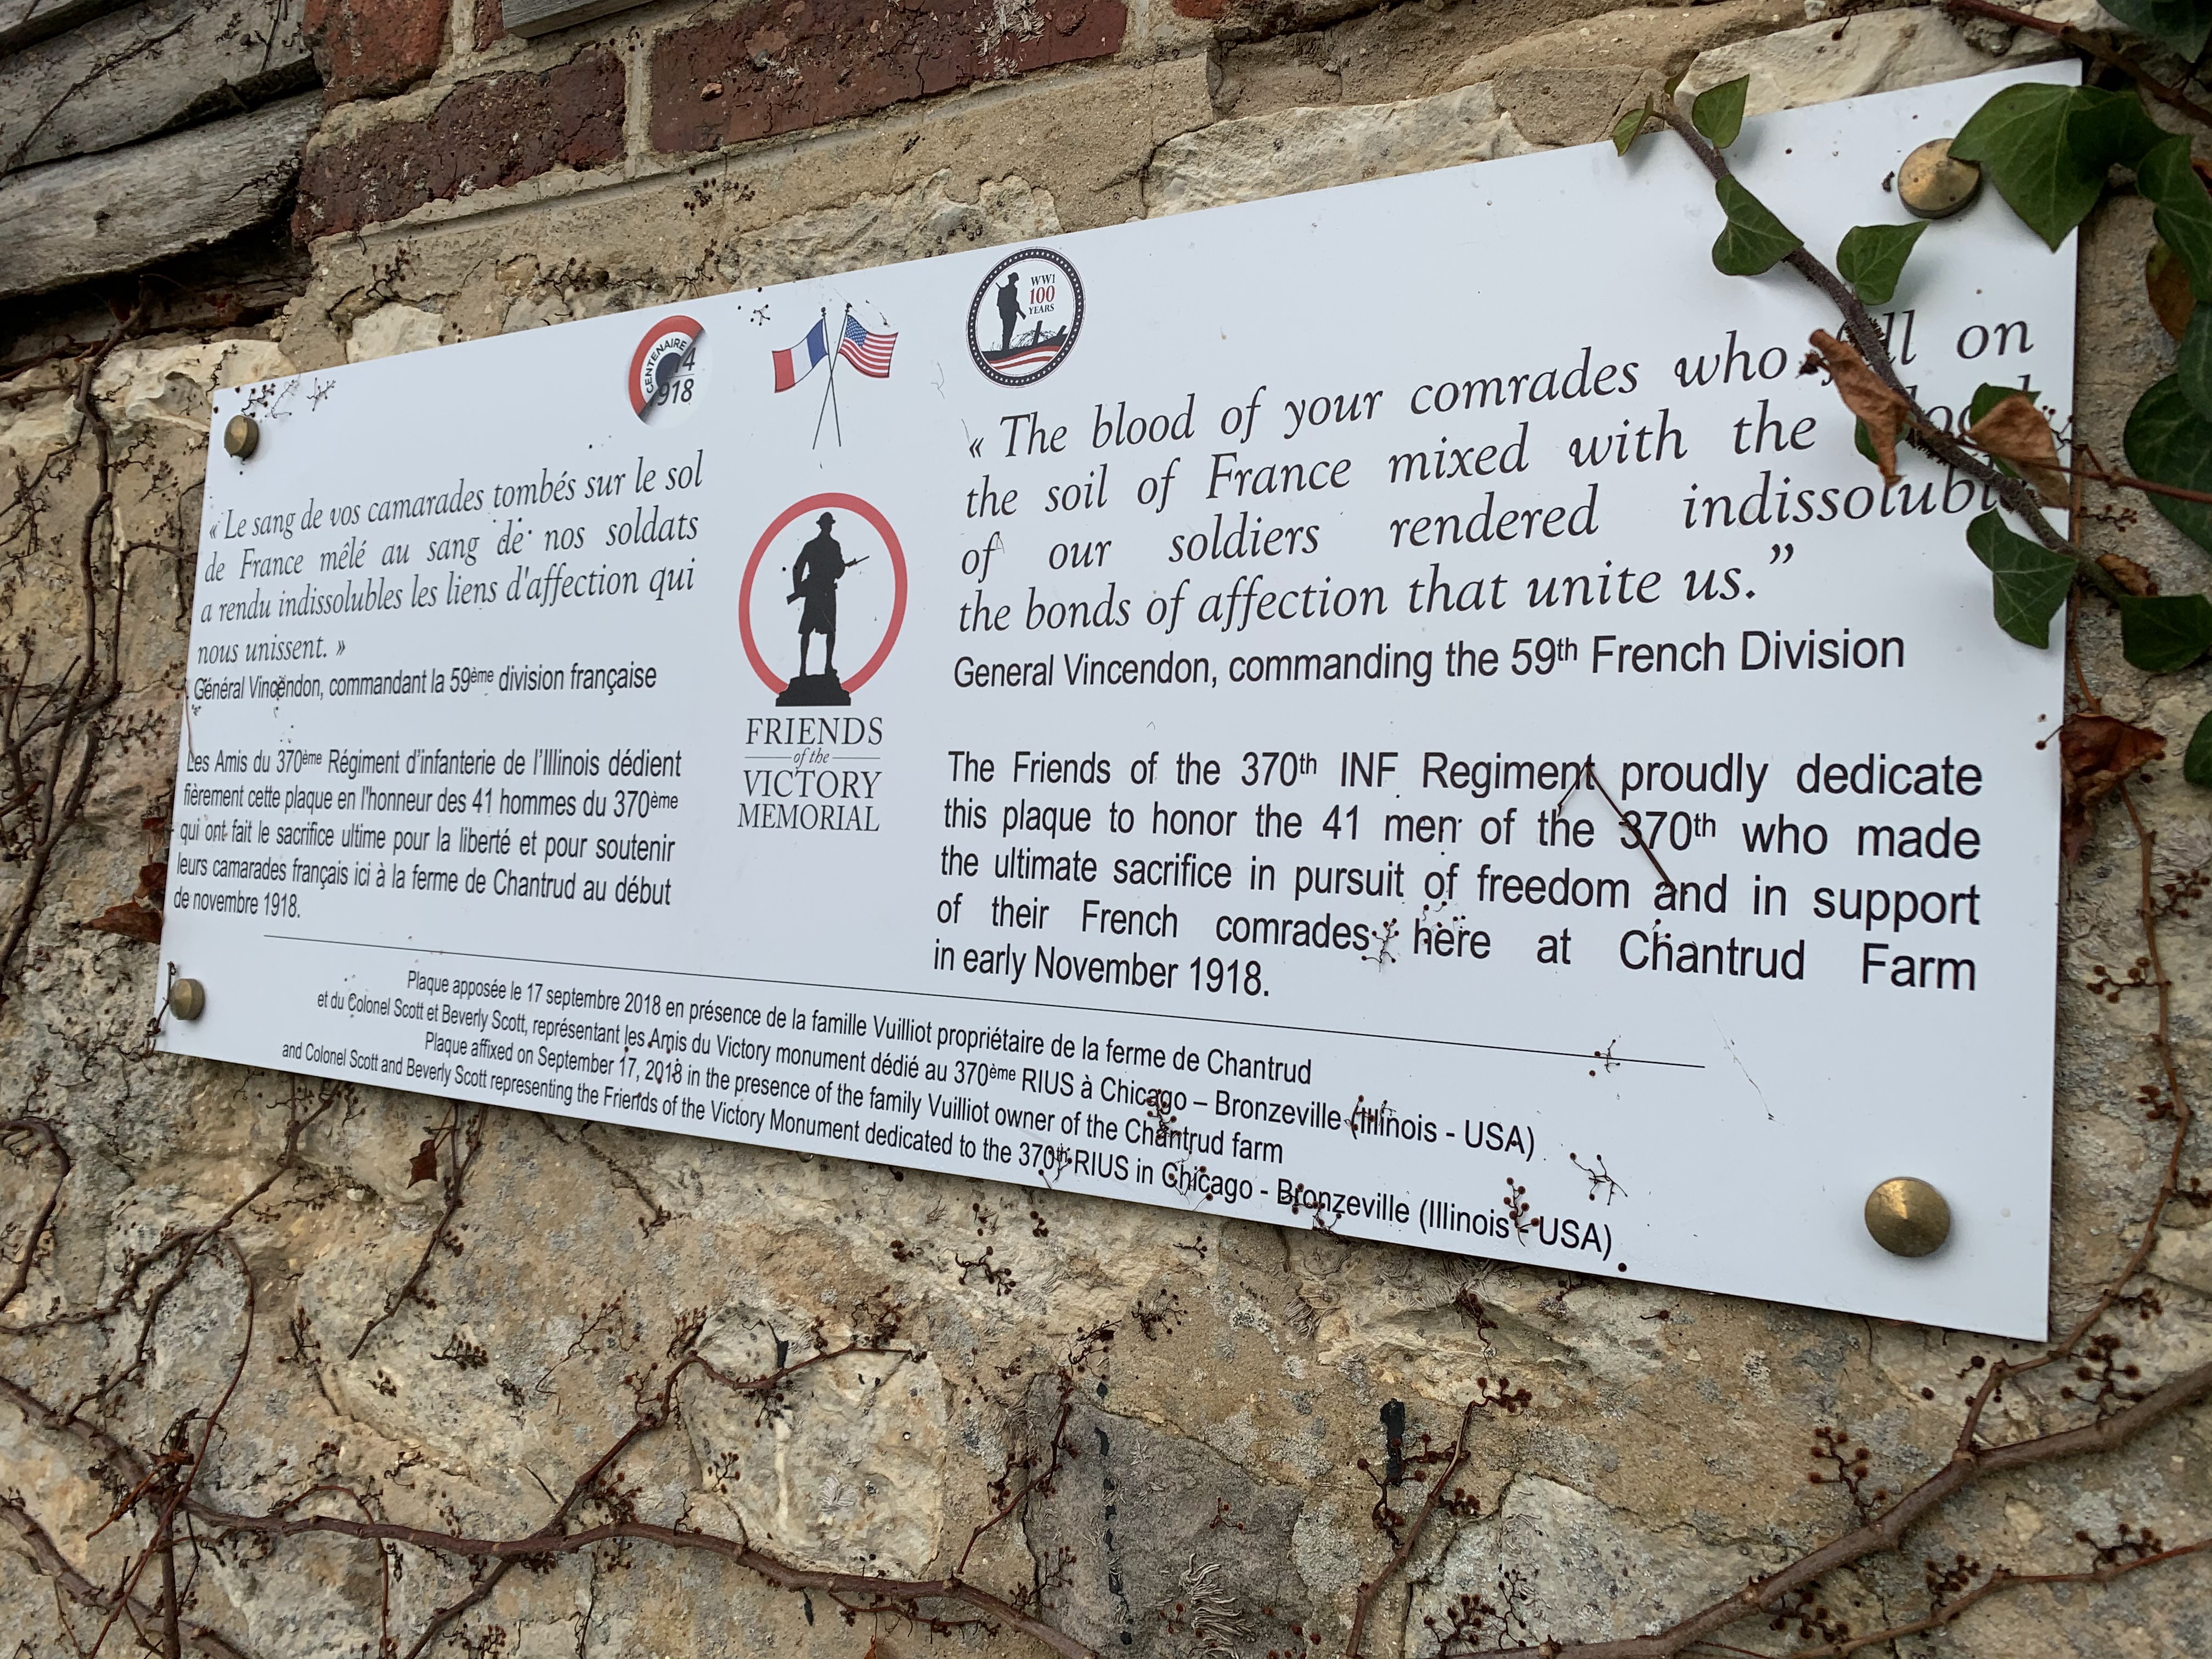 CENTENAIRE
14
918
WW1
100
YEARS
« Le sang de vos camarades tombés sur le sol
de France mêlé au sang de nos soldats
a rendu indissolubles les liens d'affection qui
nous unissent. »
Général Vincendon, commandant la 59ème division française
Les Amis du 370ème Régiment d'infanterie de l'Illinois dédient
fièrement cette plaque en l'honneur des 41 hommes du 370ème
qui ont fait le sacrifice ultime pour la liberté et pour soutenir
leurs camarades français ici à la ferme de Chantrud au début
de novembre 1918.
FRIENDS
of the
VICTORY
MEMORIAL
« The blood of your comrades who fell on
the soil of France mixed with the blood
of our soldiers rendered indissoluble
the bonds of affection that unite us.”
General Vincendon, commanding the 59th French Division
The Friends of the 370th INF Regiment proudly dedicate
this plaque to honor the 41 men of the 370th who made
the ultimate sacrifice in pursuit of freedom and in support
of their French comrades here at Chantrud Farm
in early November 1918.
Plaque apposée le 17 septembre 2018 en présence de la famille Vuilliot propriétaire de la ferme de Chantrud
et du Colonel Scott et Beverly Scott, représentant les Amis du Victory monument dédié au 370ème RIUS à Chicago – Bronzeville (Illinois - USA)
Plaque affixed on September 17, 2018 in the presence of the family Vuilliot owner of the Chantrud farm
and Colonel Scott and Beverly Scott representing the Friends of the Victory Monument dedicated to the 370th RIUS in Chicago - Bronzeville (Illinois - USA)